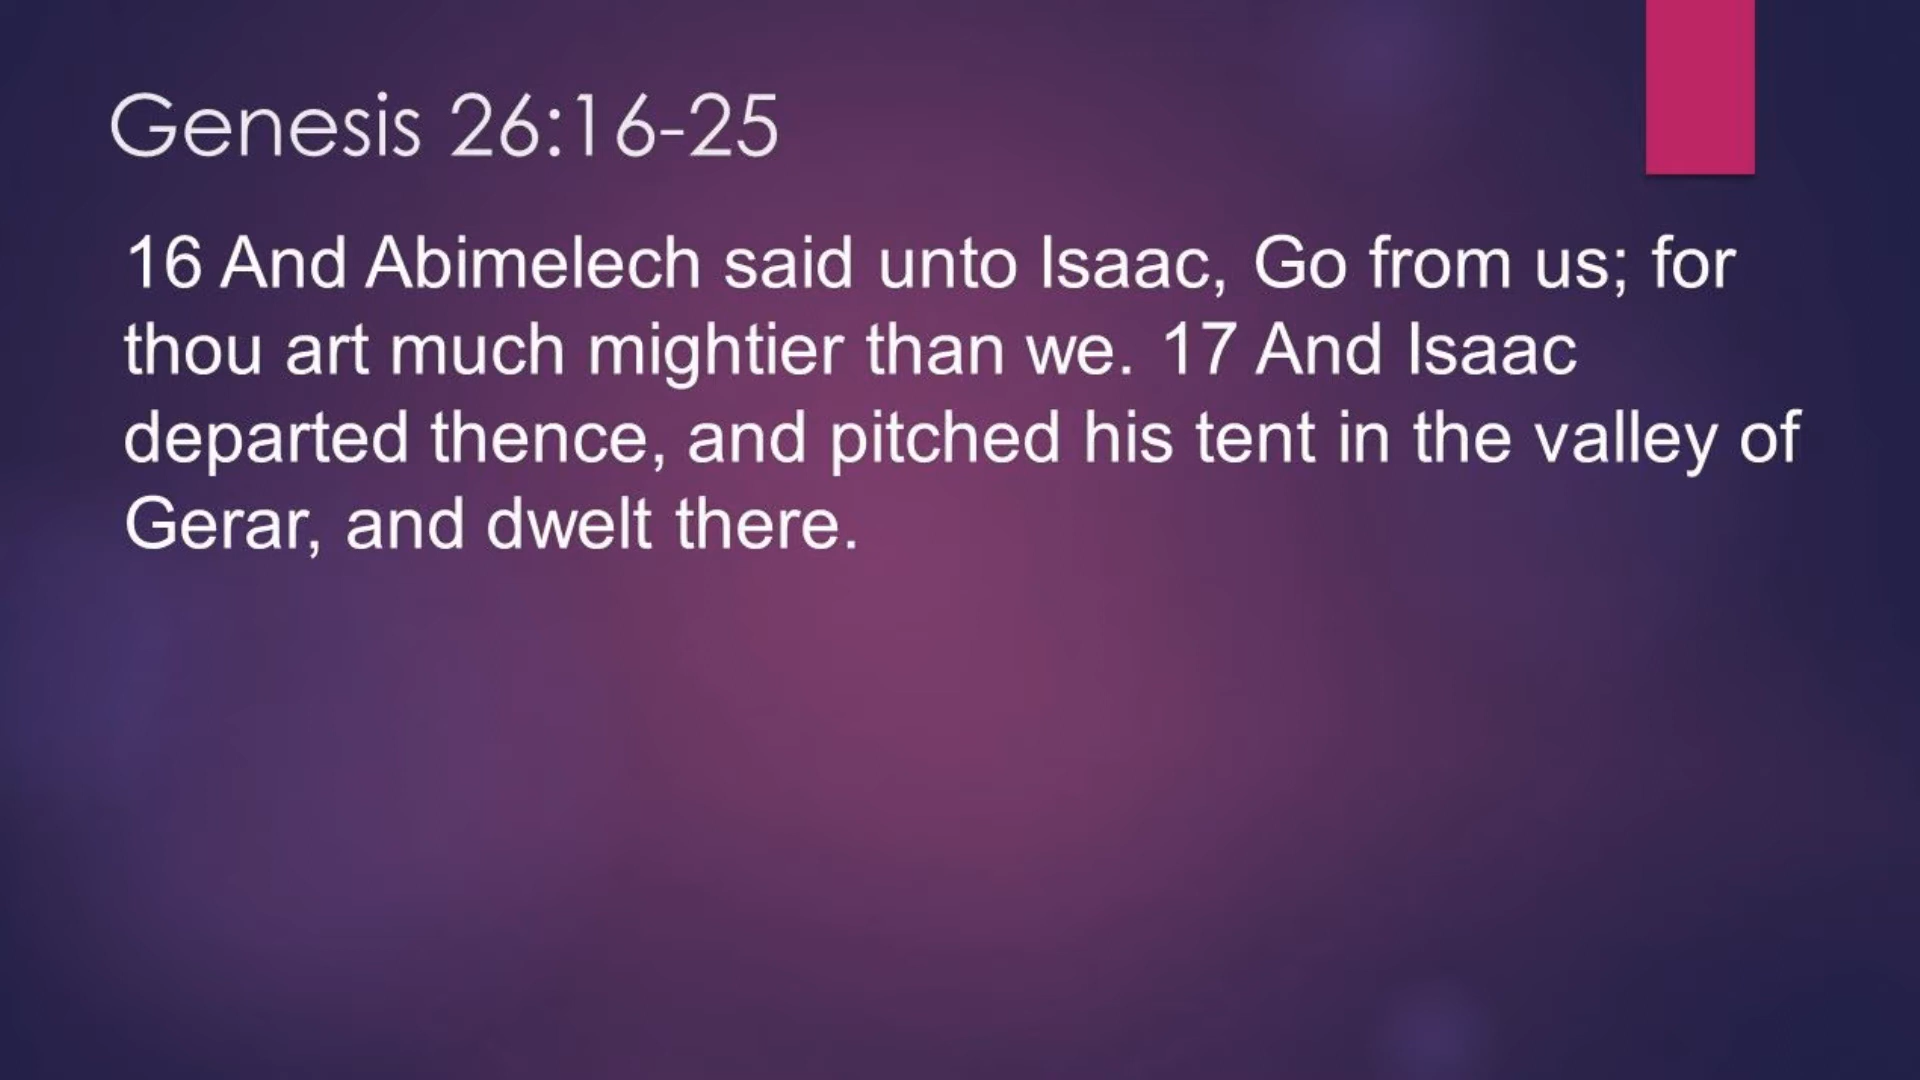 Genesis 26:16-25
16 And Abimelech said unto Isaac, Go from us; for
thou art much mightier than we. 17 And Isaac
departed thence, and pitched his tent in the valley of
Gerar, and dwelt there.